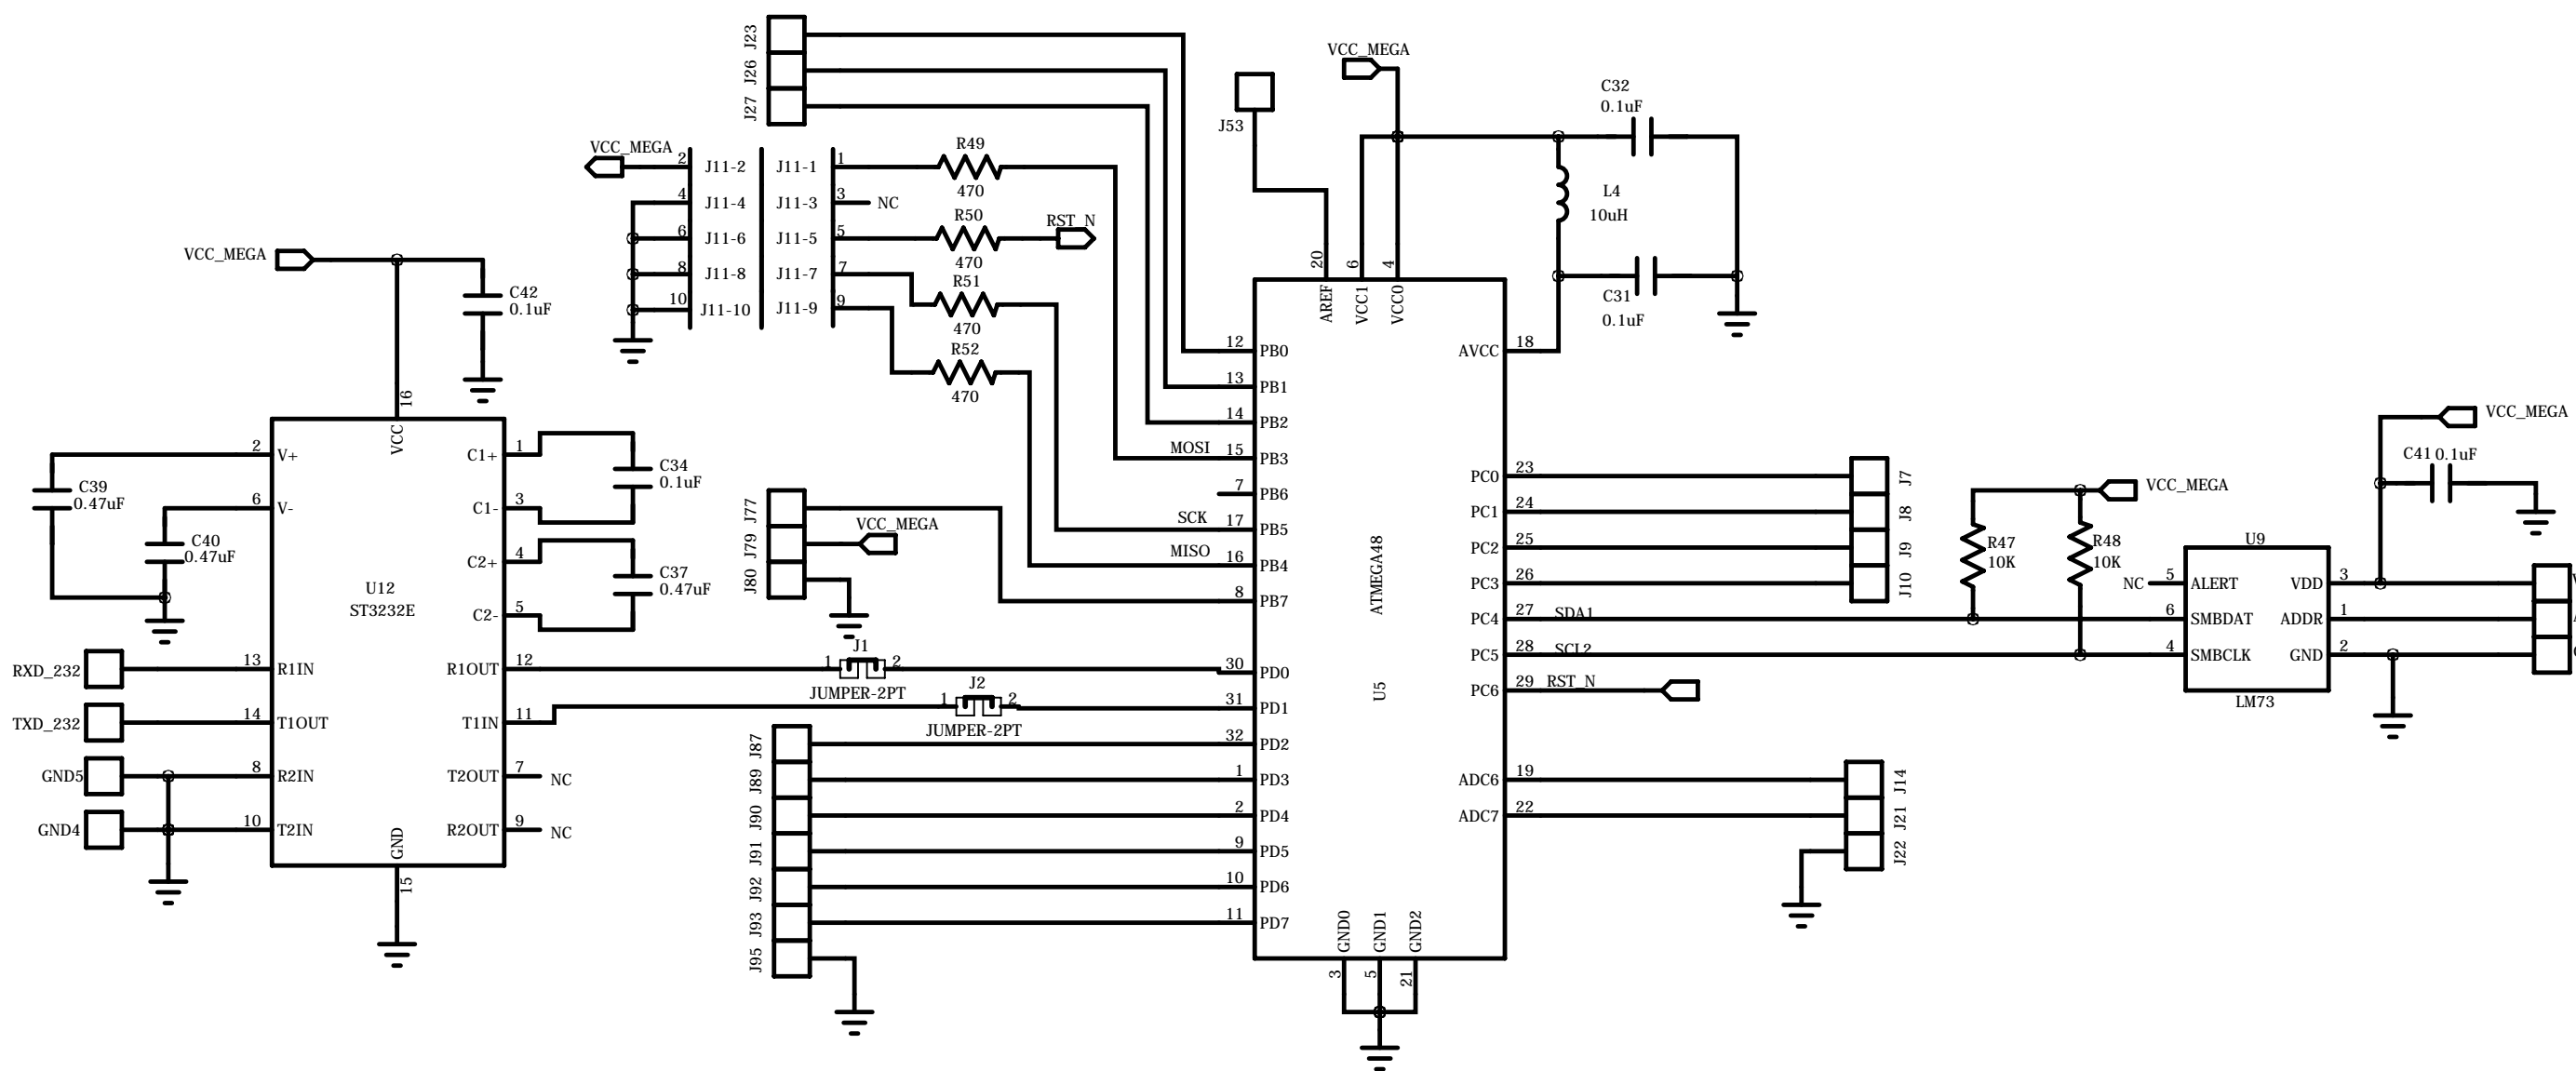 J23
J26
J27
VCC_MEGA
J53
C32
0.1uF
VCC_MEGA
2
J11-2
J11-1
1
R49
470
4
J11-4
J11-3
3
NC
R50
RST_N
6
J11-6
J11-5
5
470
8
J11-8
J11-7
7
R51
10
J11-10
J11-9
9
470
R52
470
L4
10uH
C31
0.1uF
VCC_MEGA
C42
0.1uF
16
VCC
2
V+
C1+
1
C39
0.47uF
6
V-
C1-
3
C34
0.1uF
C40
0.47uF
C2+
4
C37
0.47uF
U12
ST3232E
C2-
5
RXD_232
13
R1IN
R1OUT
12
TXD_232
14
T1OUT
T1IN
11
GND5
8
R2IN
T2OUT
7
NC
GND4
10
T2IN
R2OUT
9
NC
GND
15
J77
J79
J80
VCC_MEGA
J1
1
2
JUMPER-2PT
J2
1
2
JUMPER-2PT
J87
J89
J90
J91
J92
J93
J95
20
6
4
AREF
VCC1
VCC0
12
PB0
13
PB1
14
PB2
MOSI
15
PB3
7
PB6
SCK
17
PB5
MISO
16
PB4
8
PB7
30
PD0
31
PD1
32
PD2
1
PD3
2
PD4
9
PD5
10
PD6
11
PD7
ATMEGA48
U5
GND0
GND1
GND2
3
5
21
AVCC
18
PC0
23
J7
PC1
24
J8
PC2
25
J9
PC3
26
J10
PC4
27
SDA1
PC5
28
SCL2
PC6
29
RST_N
ADC6
19
J14
ADC7
22
J21
J22
VCC_MEGA
R47
10K
R48
10K
VCC_MEGA
C41
0.1uF
U9
NC
5
ALERT
VDD
3
6
SMBDAT
ADDR
1
4
SMBCLK
GND
2
LM73